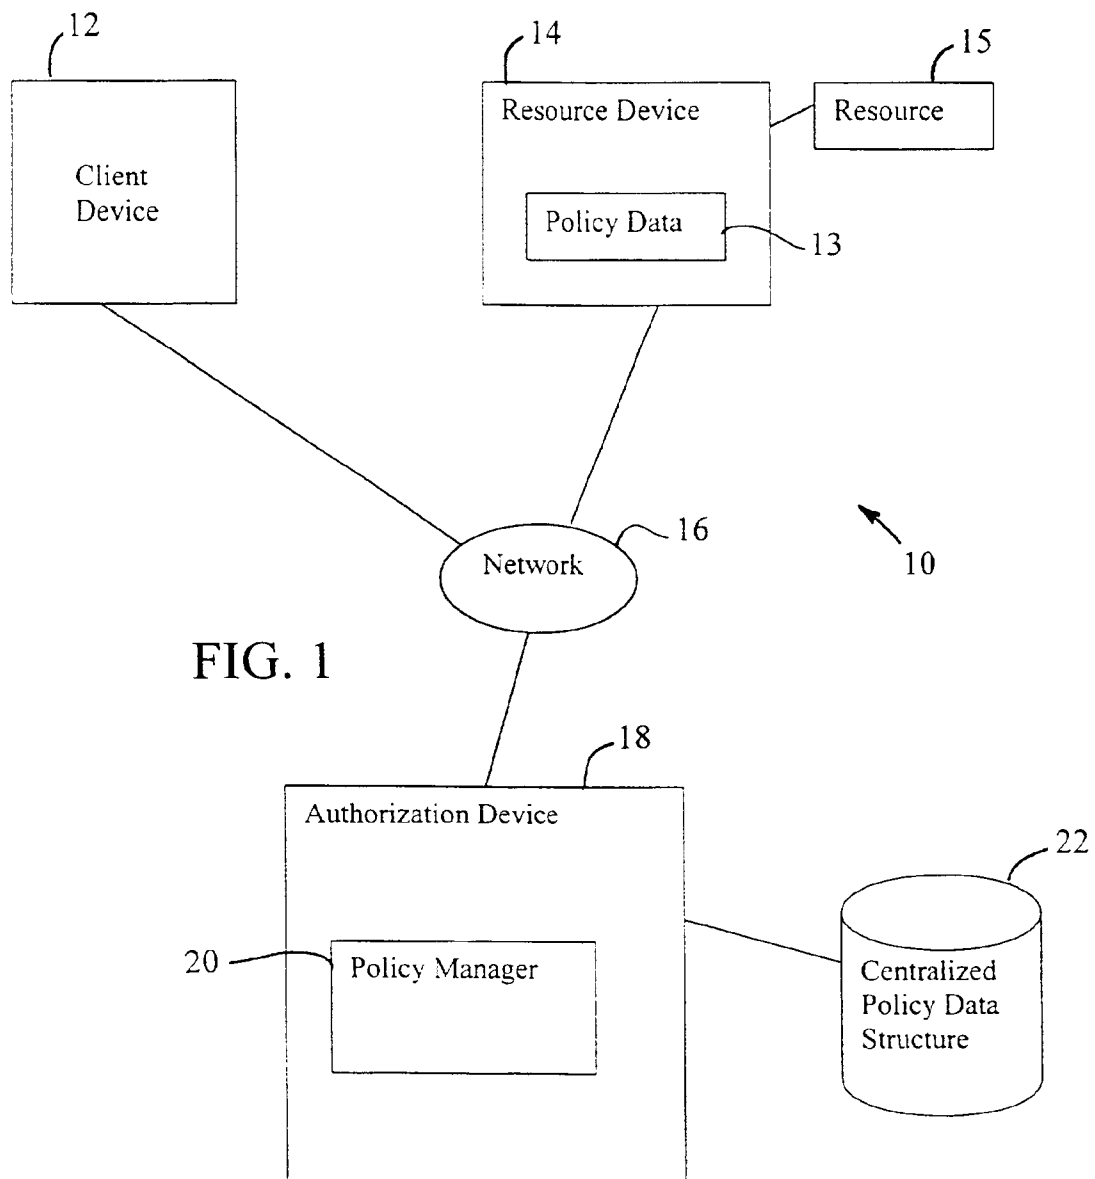 12
14
15
Resource Device
Resource
Client
Device
Policy Data
13
16
Network
10
FIG. 1
18
Authorization Device
22
20
Policy Manager
Centralized
Policy Data
Structure